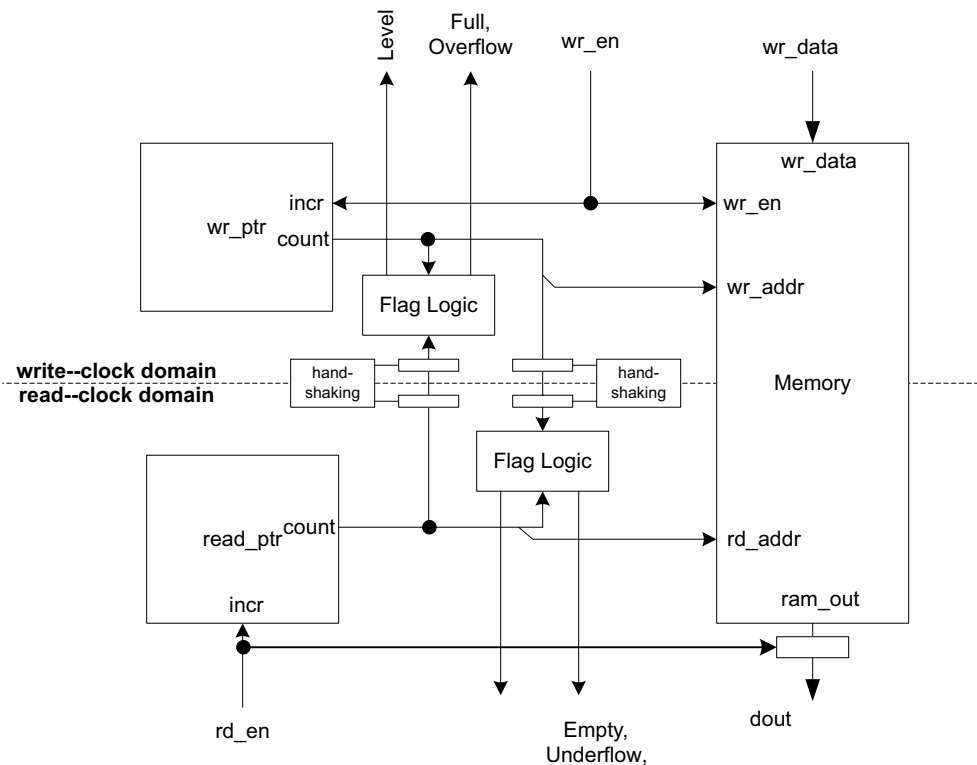 Level
Full,
Overflow
wr_en
wr_data
wr_data
incr
wr_en
wr_ptr
count
wr_addr
Flag Logic
hand-
shaking
hand-
shaking
write--clock domain
read--clock domain
Memory
Flag Logic
count
read_ptr
rd_addr
incr
ram_out
rd_en
dout
Empty,
Underflow,